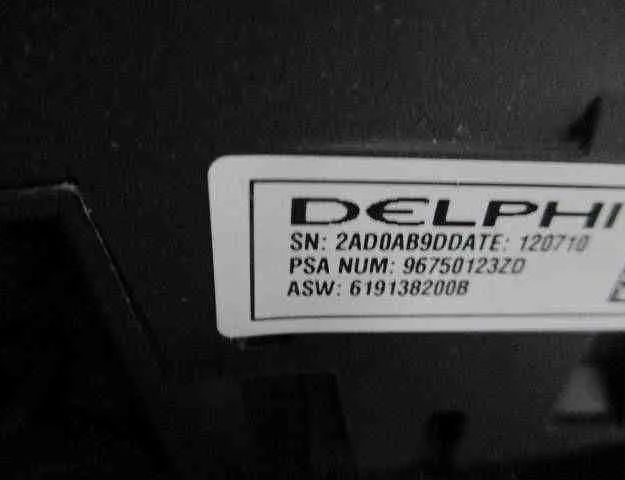 DELPHI
SN: 2AD0AB9DDATE: 120710
PSA NUM: 96750123ZD
ASW: 619138200B